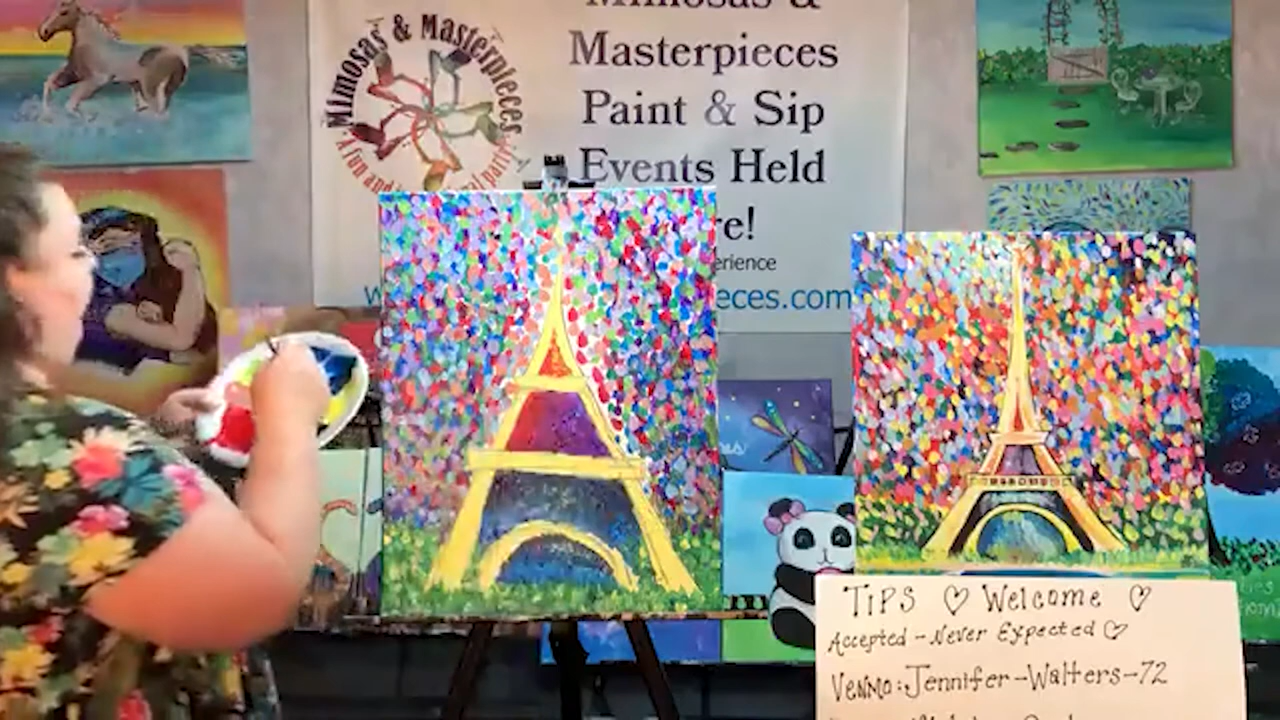 Mimosas & Masterpieces
Mimosas &
Masterpieces
Paint & Sip
Events Held
re!
erience
w
eces.com
TIPS ♡ Welcome ♡
Accepted - Never Expected ♡
Venmo: Jennifer-Walters-72